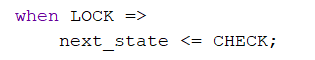 when LOCK =>
next_state <= CHECK;